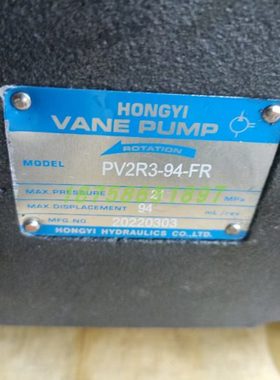 HONGYI
VANE PUMP
ROTATION
MODEL PV2R3-94-FR
MAX.PRESSURE 21 MPa
MAX.DISPLACEMENT 94 mL/rev
MFG.NO 20220303
HONGYI HYDRAULICS CO.,LTD.